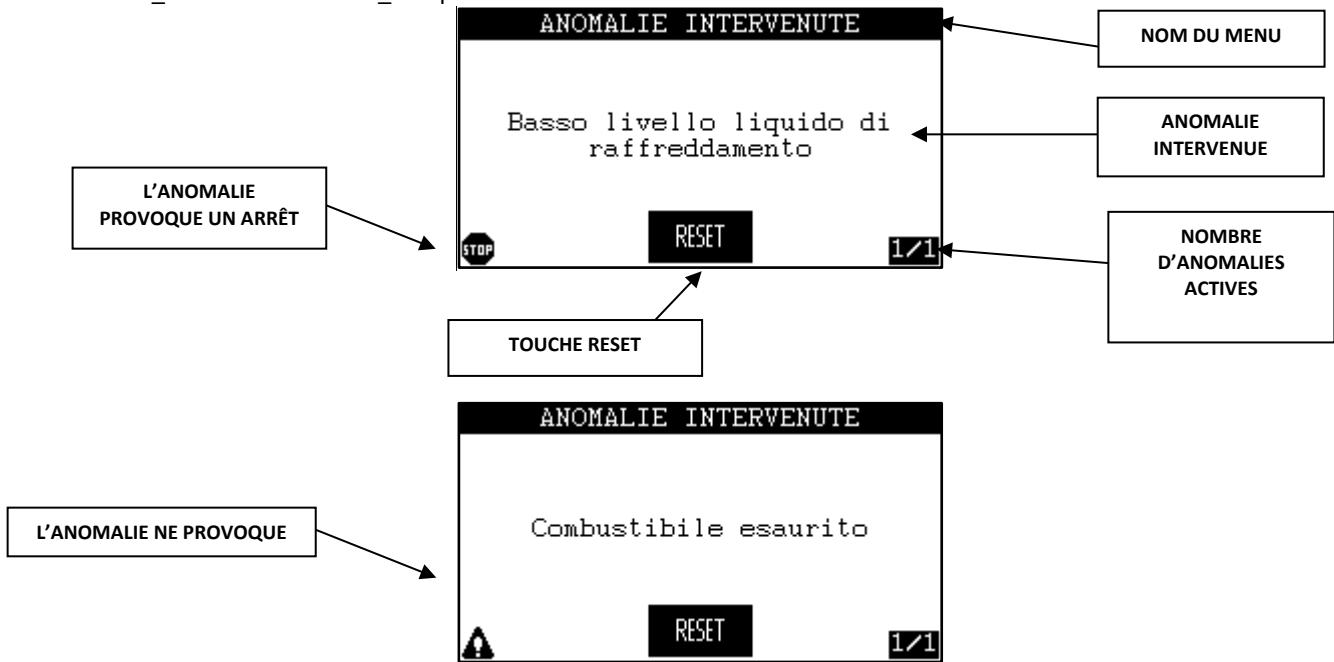 ANOMALIE INTERVENUTE
NOM DU MENU
Basso livello liquido di
raffreddamento
ANOMALIE
INTERVENUE
L'ANOMALIE
PROVOQUE UN ARRÊT
STOP
RESET
1/1
NOMBRE
D'ANOMALIES
ACTIVES
TOUCHE RESET
ANOMALIE INTERVENUTE
Combustibile esaurito
L'ANOMALIE NE PROVOQUE
RESET
1/1